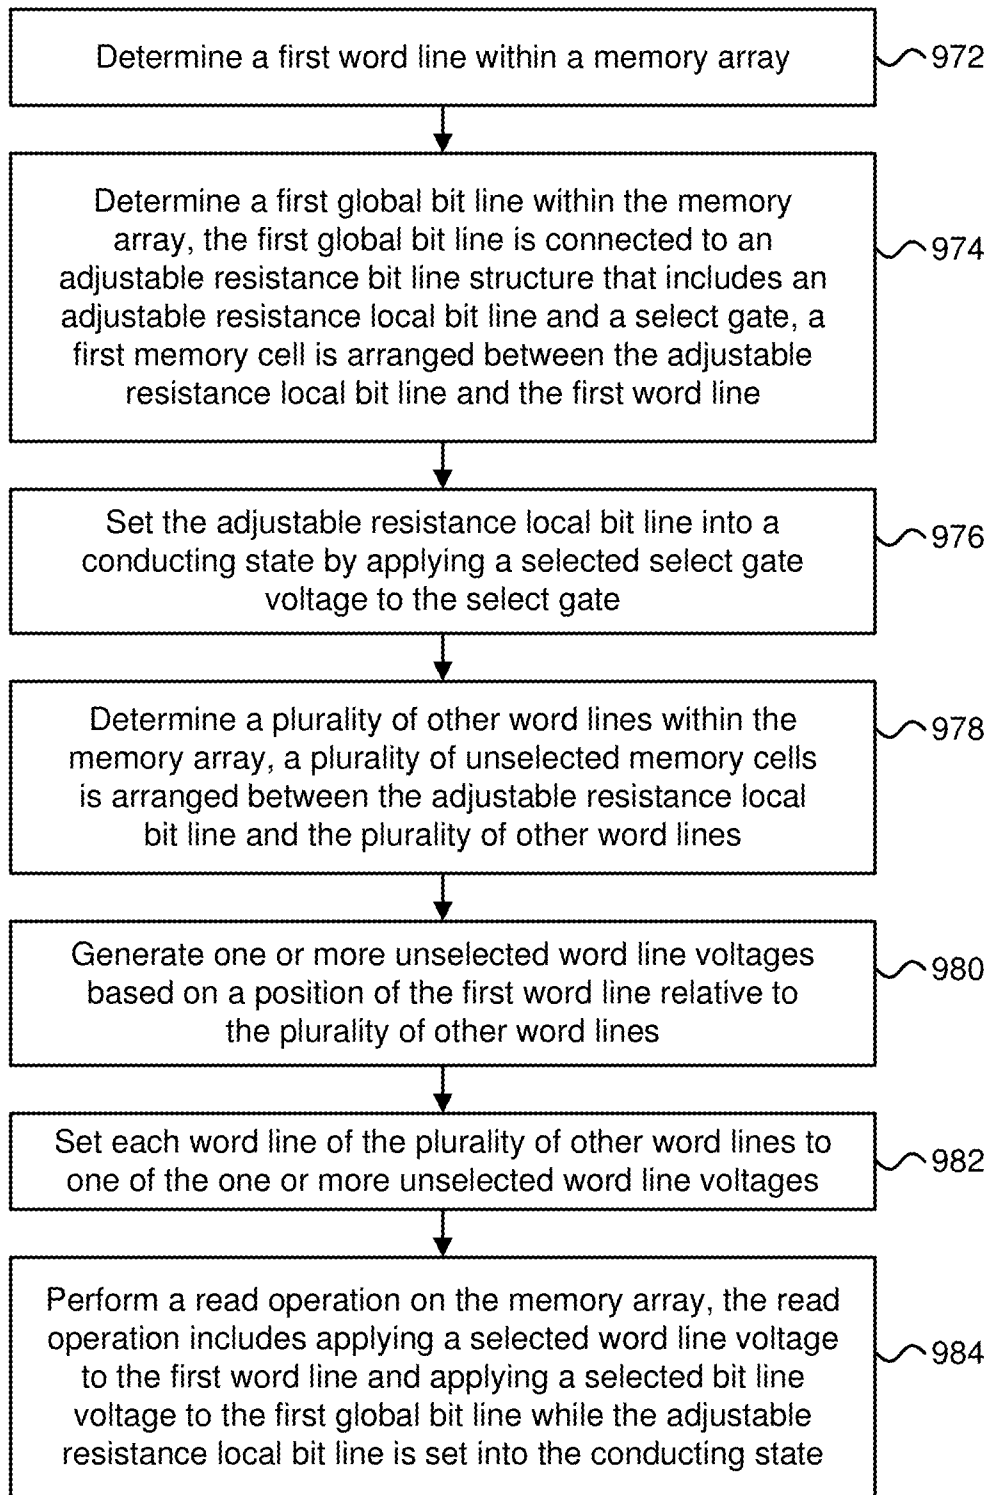 Determine a first word line within a memory array
972
Determine a first global bit line within the memory
array, the first global bit line is connected to an
adjustable resistance bit line structure that includes an
adjustable resistance local bit line and a select gate, a
first memory cell is arranged between the adjustable
resistance local bit line and the first word line
974
Set the adjustable resistance local bit line into a
conducting state by applying a selected select gate
voltage to the select gate
976
Determine a plurality of other word lines within the
memory array, a plurality of unselected memory cells
is arranged between the adjustable resistance local
bit line and the plurality of other word lines
978
Generate one or more unselected word line voltages
based on a position of the first word line relative to
the plurality of other word lines
980
Set each word line of the plurality of other word lines to
one of the one or more unselected word line voltages
982
Perform a read operation on the memory array, the read
operation includes applying a selected word line voltage
to the first word line and applying a selected bit line
voltage to the first global bit line while the adjustable
resistance local bit line is set into the conducting state
984